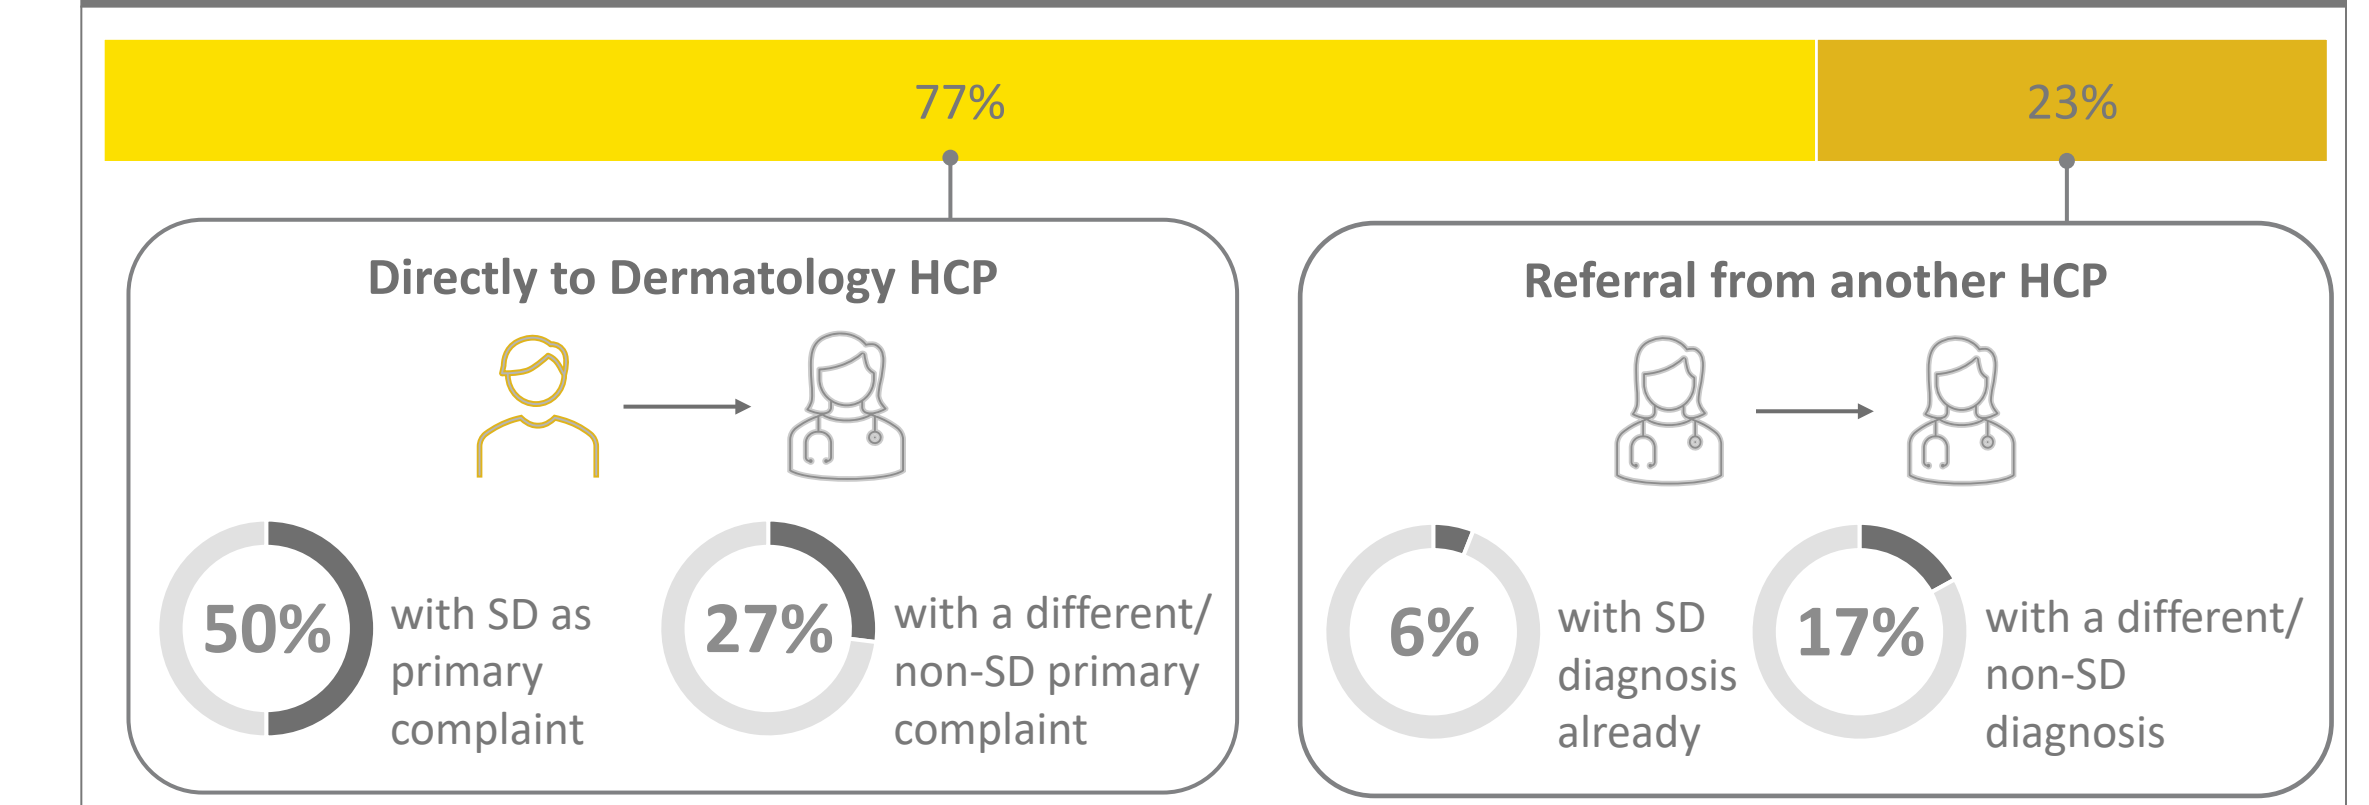 77%
23%
Directly to Dermatology HCP
50%
with SD as
primary
complaint
27%
with a different/
non-SD primary
complaint
Referral from another HCP
6%
with SD
diagnosis
already
17%
with a different/
non-SD
diagnosis